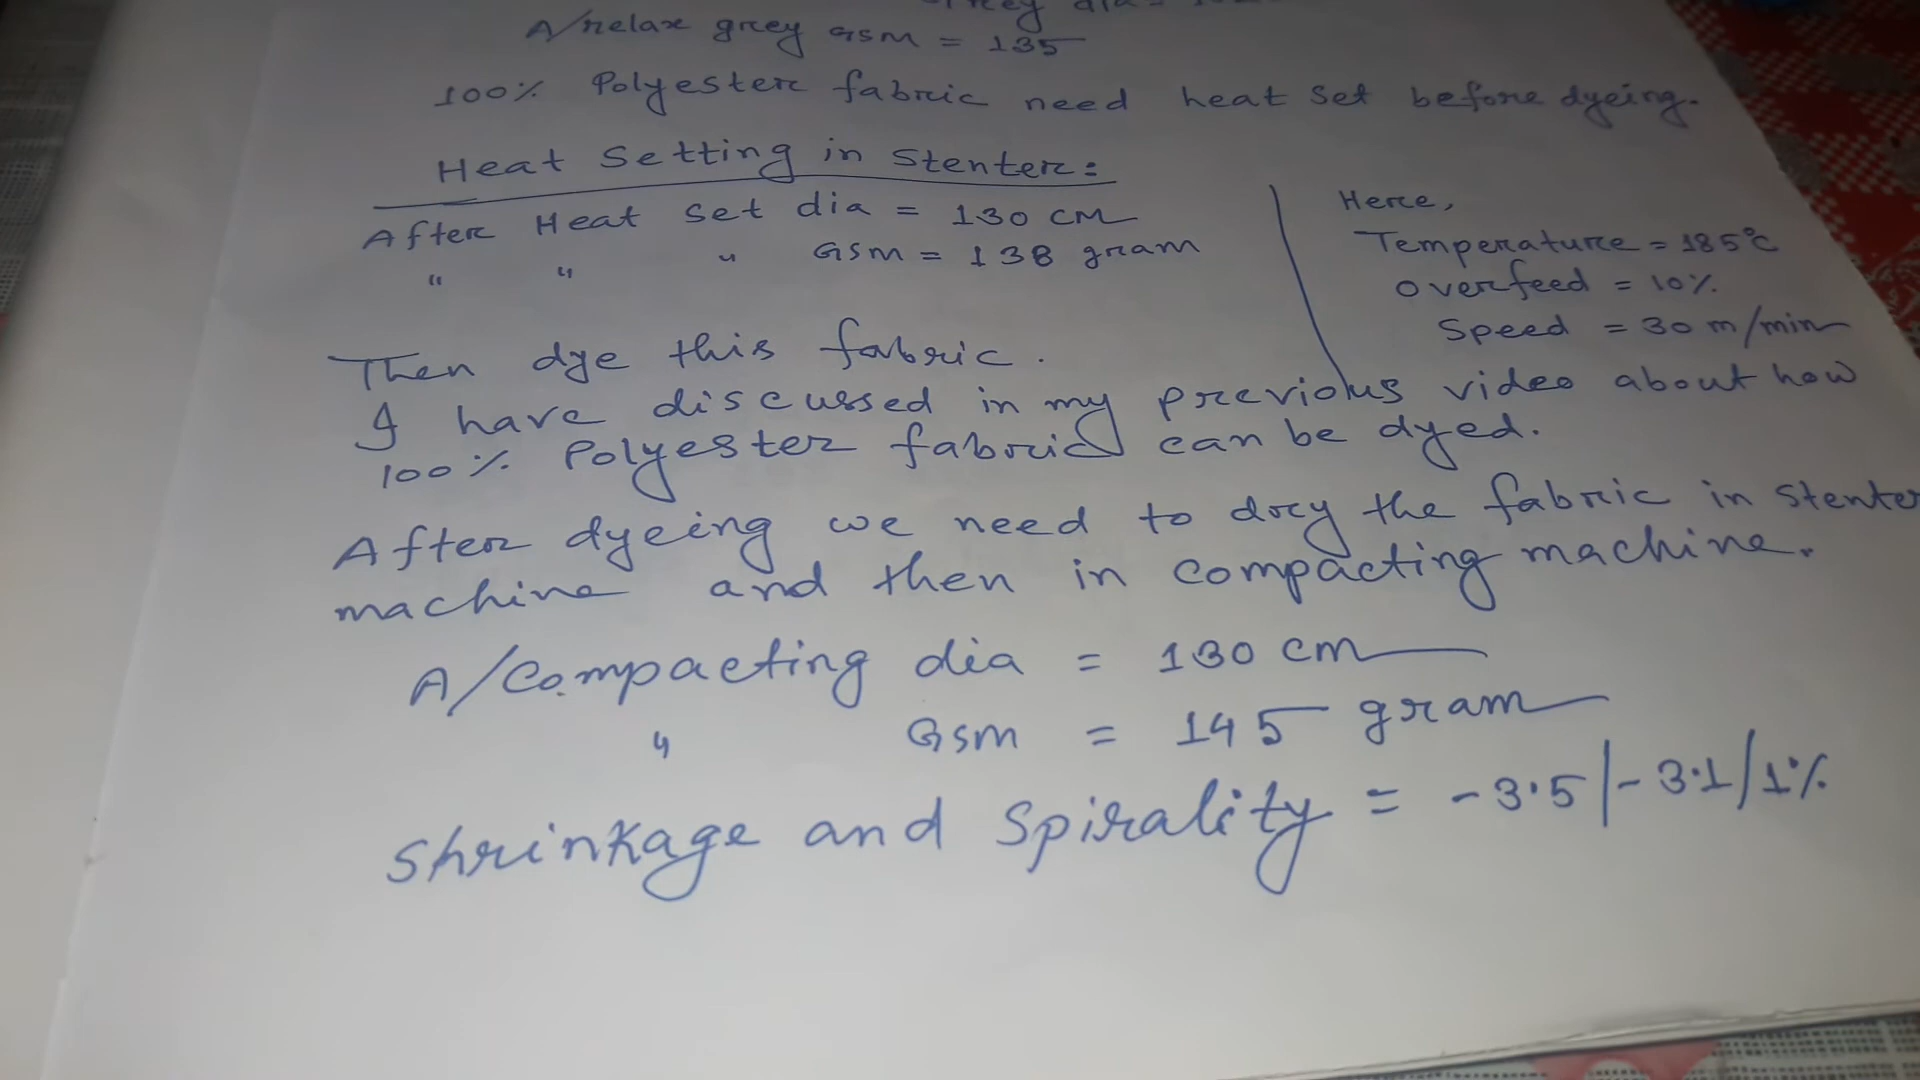 A/relax grey GSM = 135
100% Polyester fabric need heat set before dyeing.
Heat Setting in Stenter:
After Heat set dia = 130 cm
" " " GSM = 138 gram
Here,
Temperature = 185°C
overfeed = 10%
Speed = 30 m/min
Then dye this fabric.
I have discussed in my previous video about how
100% Polyester fabric can be dyed.
After dyeing we need to dry the fabric in stenter
machine and then in compacting machine.
A/Compacting dia = 130 cm
" GSM = 145 gram
Shrinkage and Spirality = -3.5/-3.1/1%